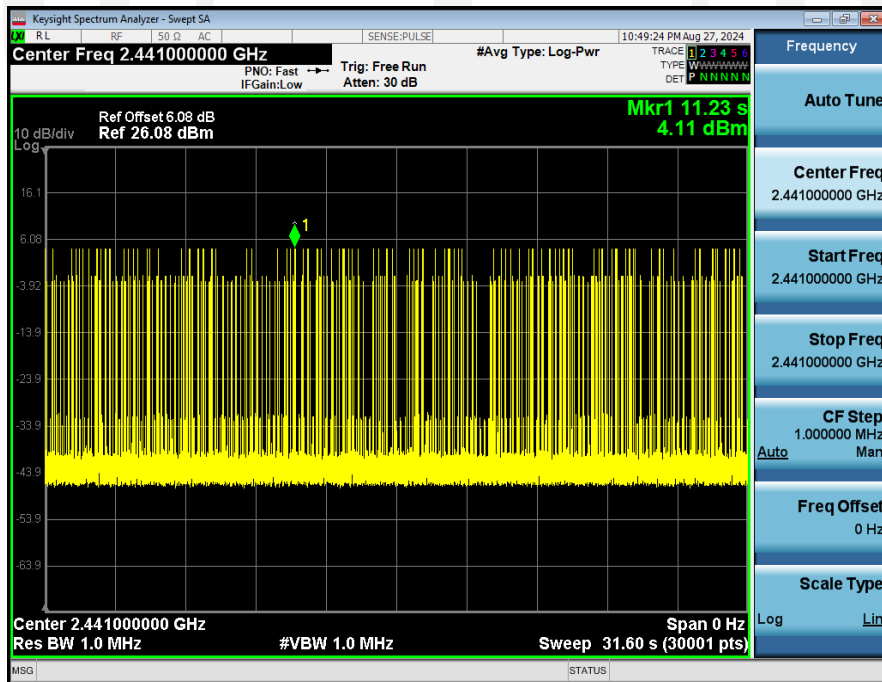 Keysight Spectrum Analyzer - Swept SA
LXI RL RF 50 Ω AC SENSE:PULSE 10:49:24 PM Aug 27, 2024
Center Freq 2.441000000 GHz
#Avg Type: Log-Pwr
TRACE 1 2 3 4 5 6
PNO: Fast
Trig: Free Run
TYPE WWWWWWW
IFGain:Low
Atten: 30 dB
DET P N N N N N
Mkr1 11.23 s
Ref Offset 6.08 dB
4.11 dBm
10 dB/div
Ref 26.08 dBm
Log
1
16.1
6.08
-3.92
-13.9
-23.9
-33.9
-43.9
-53.9
-63.9
Center 2.441000000 GHz
Span 0 Hz
Res BW 1.0 MHz
#VBW 1.0 MHz
Sweep 31.60 s (30001 pts)
MSG
STATUS
Frequency
Auto Tune
Center Freq
2.441000000 GHz
Start Freq
2.441000000 GHz
Stop Freq
2.441000000 GHz
CF Step
1.000000 MHz
Auto Man
Freq Offset
0 Hz
Scale Type
Log Lin